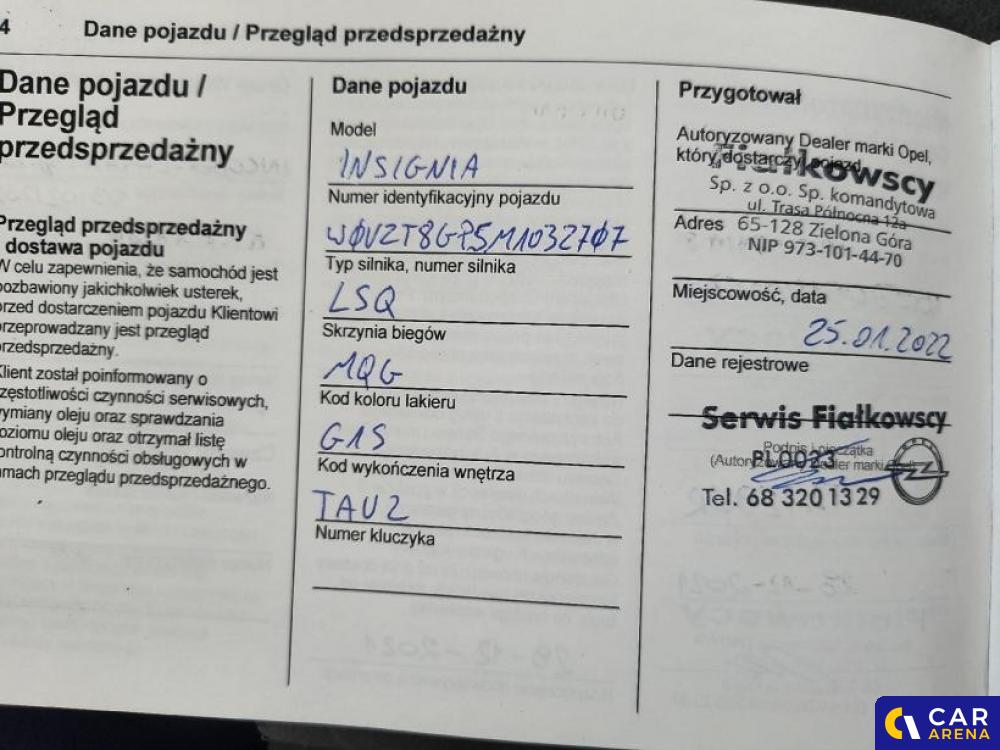 4
Dane pojazdu / Przegląd przedsprzedażny
Dane pojazdu /
Przegląd
przedsprzedażny
Przegląd przedsprzedażny
i dostawa pojazdu
W celu zapewnienia, że samochód jest
pozbawiony jakichkolwiek usterek,
przed dostarczeniem pojazdu Klientowi
przeprowadzany jest przegląd
przedsprzedażny.
Klient został poinformowany o
częstotliwości czynności serwisowych,
wymiany oleju oraz sprawdzania
poziomu oleju oraz otrzymał listę
kontrolną czynności obsługowych w
ramach przeglądu przedsprzedażnego.
Dane pojazdu
Model
INSIGNIA
Numer identyfikacyjny pojazdu
WØVZT8GP5M10327Ø7
Typ silnika, numer silnika
LSQ
Skrzynia biegów
MQG
Kod koloru lakieru
G1S
Kod wykończenia wnętrza
TAUZ
Numer kluczyka
Przygotował
Autoryzowany Dealer marki Opel,
który dostarczył pojazd
Fiałkowscy
Sp. z o.o. Sp. komandytowa
ul. Trasa Północna 12a
Adres 65-128 Zielona Góra
NIP 973-101-44-70
Miejscowość, data
25.01.2022
Dane rejestrowe
Serwis Fiałkowscy
Podpis i pieczątka
PL0023
Tel. 68 320 13 29
CAR
ARENA